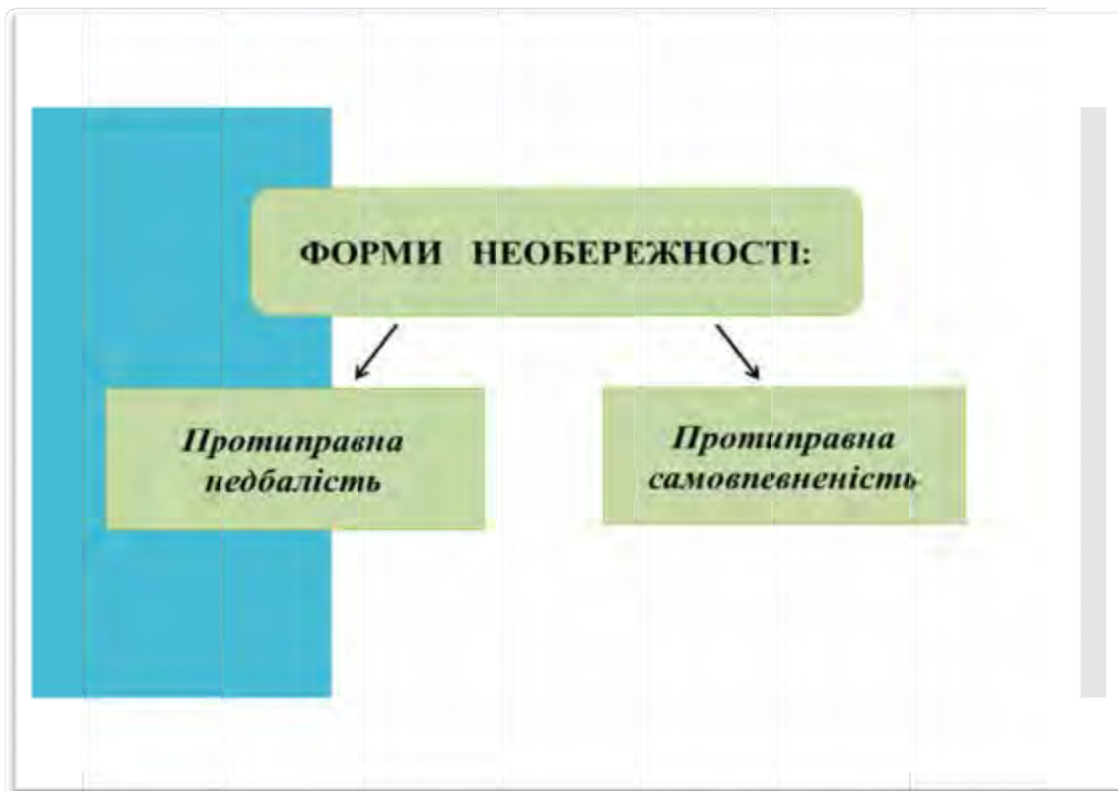 ФОРМИ НЕОБЕРЕЖНОСТІ:
Протиправна
недбалість
Протиправна
самовпевненість